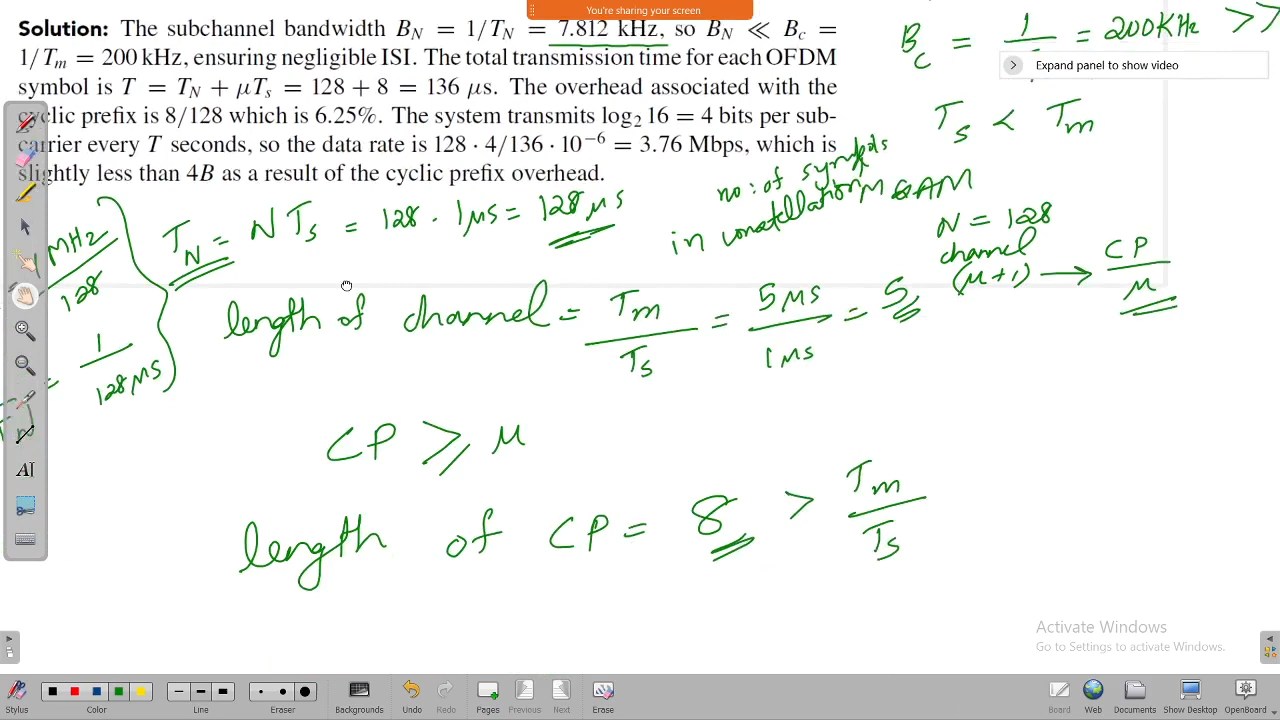 You're sharing your screen
Solution: The subchannel bandwidth B_N = 1/T_N = 7.812 kHz, so B_N ≪ B_c =
1/T_m = 200 kHz, ensuring negligible ISI. The total transmission time for each OFDM
symbol is T = T_N + μT_s = 128 + 8 = 136 μs. The overhead associated with the
cyclic prefix is 8/128 which is 6.25%. The system transmits log₂ 16 = 4 bits per sub-
carrier every T seconds, so the data rate is 128 · 4/136 · 10⁻⁶ = 3.76 Mbps, which is
slightly less than 4B as a result of the cyclic prefix overhead.
B_c = 1 = 200KHz >>
Expand panel to show video
T_s < T_m
no: of symbols
in constellation M QAM
MHz
128
= 1
128μs
T_N = N T_s = 128 · 1μs = 128 μs
N = 128
channel
(μ+1) → CP
μ
length of channel = T_m / T_s = 5μs / 1μs = 5
CP ≥ μ
length of CP = 8 > T_m / T_s
Activate Windows
Go to Settings to activate Windows.
Stylus
Color
Line
Eraser
Backgrounds
Undo
Redo
Pages
Previous
Next
Erase
Board
Web
Documents
Show Desktop
OpenBoard